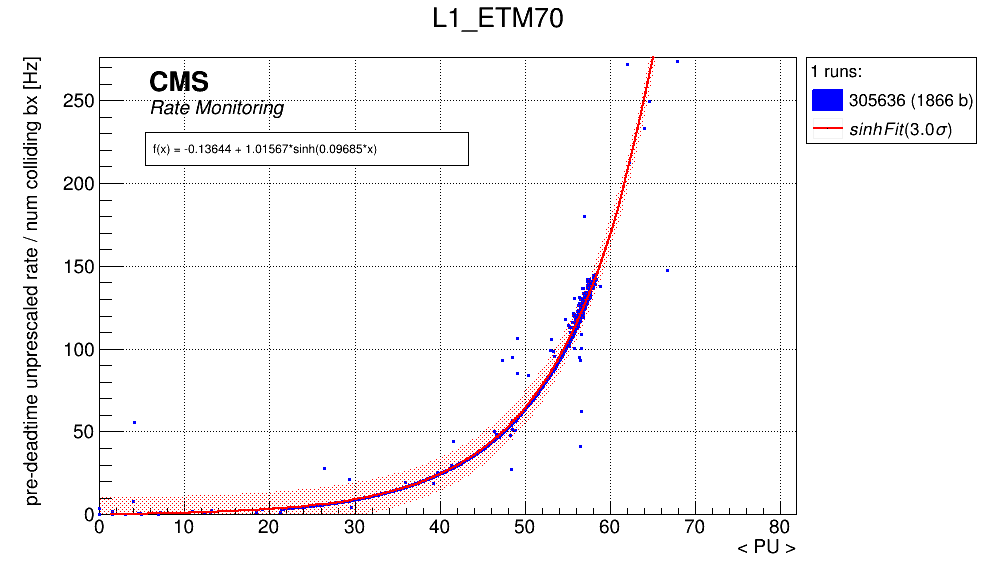 L1_ETM70
pre-deadtime unprescaled rate / num colliding bx [Hz]
CMS
Rate Monitoring
f(x) = -0.13644 + 1.01567*sinh(0.09685*x)
1 runs:
305636 (1866 b)
sinhFit(3.0σ)
250
200
150
100
50
0
0 10 20 30 40 50 60 70 80
< PU >